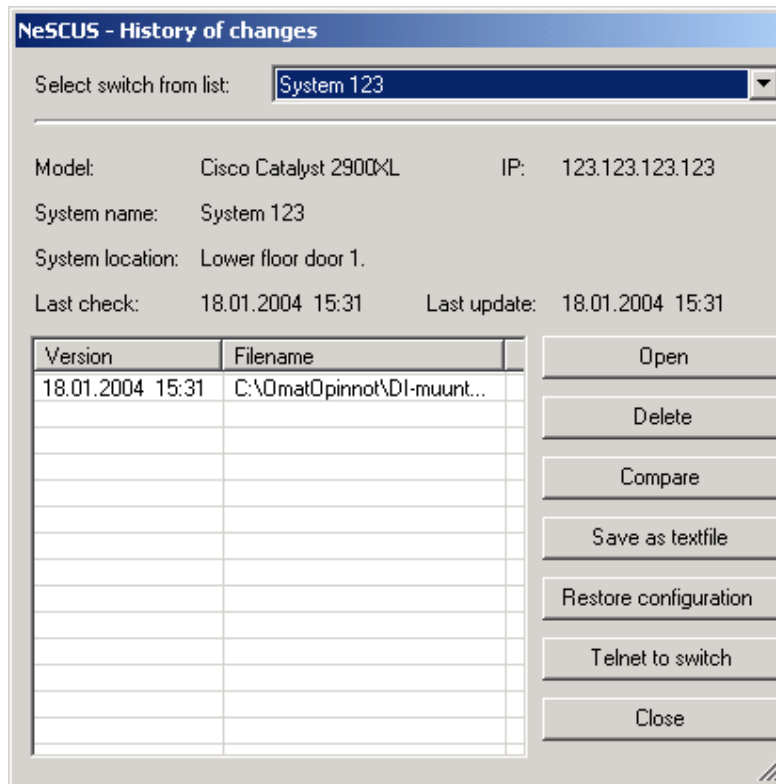 NeSCUS - History of changes
Select switch from list: System 123
Model: Cisco Catalyst 2900XL IP: 123.123.123.123
System name: System 123
System location: Lower floor door 1.
Last check: 18.01.2004 15:31 Last update: 18.01.2004 15:31
Version Filename
18.01.2004 15:31 C:\OmatOpinnot\DI-muunt...
Open
Delete
Compare
Save as textfile
Restore configuration
Telnet to switch
Close